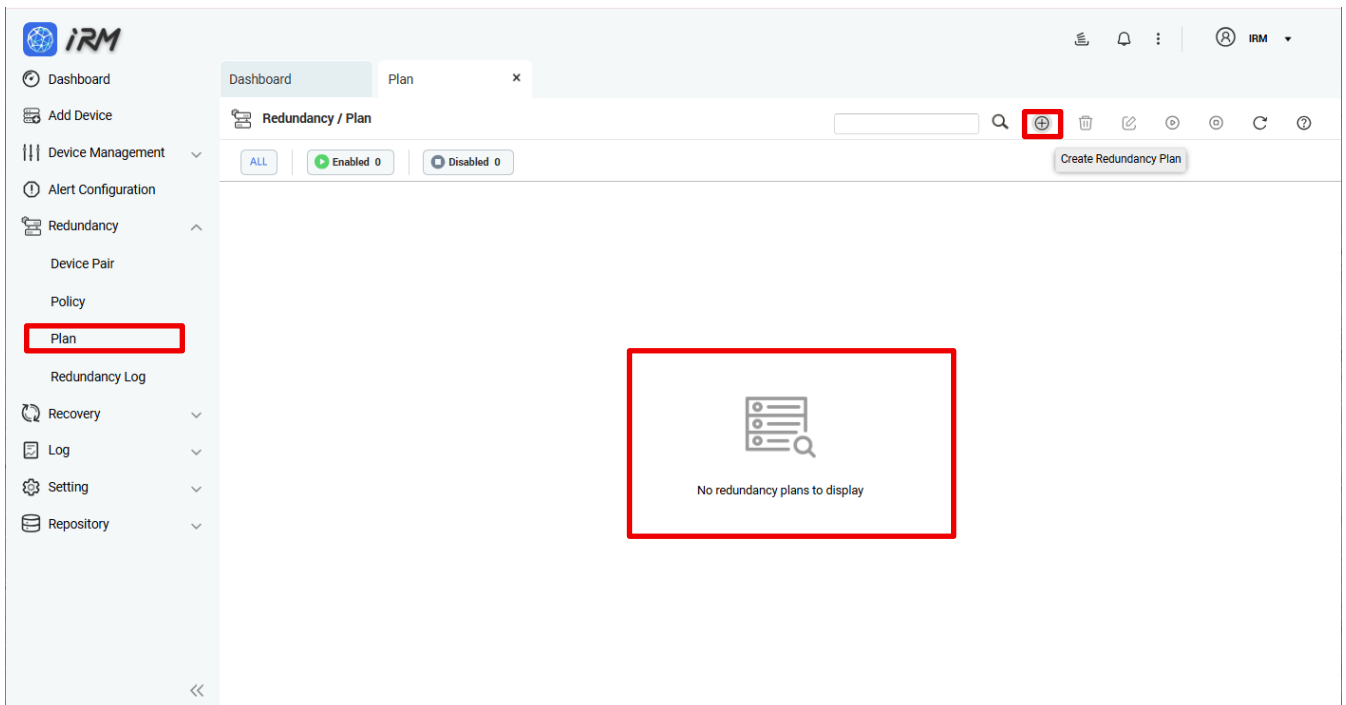 iRM
IRM
Dashboard
Add Device
Device Management
Alert Configuration
Redundancy
Device Pair
Policy
Plan
Redundancy Log
Recovery
Log
Setting
Repository
Dashboard
Plan
Redundancy / Plan
ALL
Enabled 0
Disabled 0
Create Redundancy Plan
No redundancy plans to display